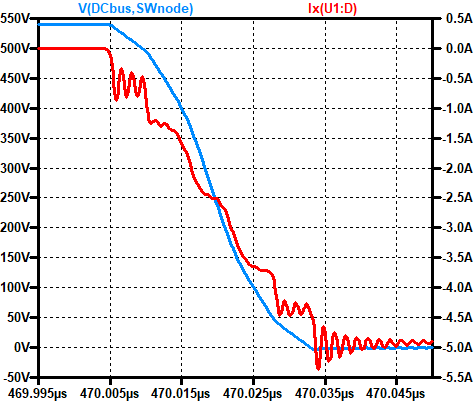 V(DCbus,SWnode) Ix(U1:D)
550V 0.5A
500V 0.0A
450V -0.5A
400V -1.0A
350V -1.5A
300V -2.0A
250V -2.5A
200V -3.0A
150V -3.5A
100V -4.0A
50V -4.5A
0V -5.0A
-50V -5.5A
469.995µs 470.005µs 470.015µs 470.025µs 470.035µs 470.045µs